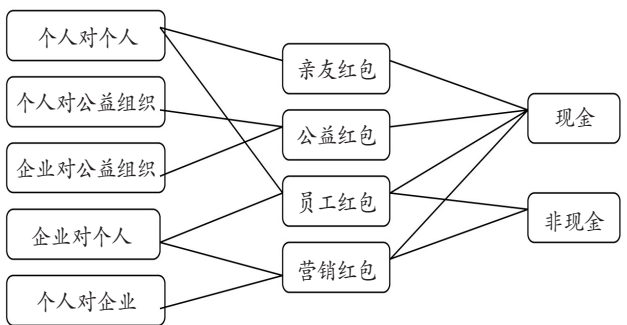 个人对个人
个人对公益组织
企业对公益组织
企业对个人
个人对企业
亲友红包
公益红包
员工红包
营销红包
现金
非现金